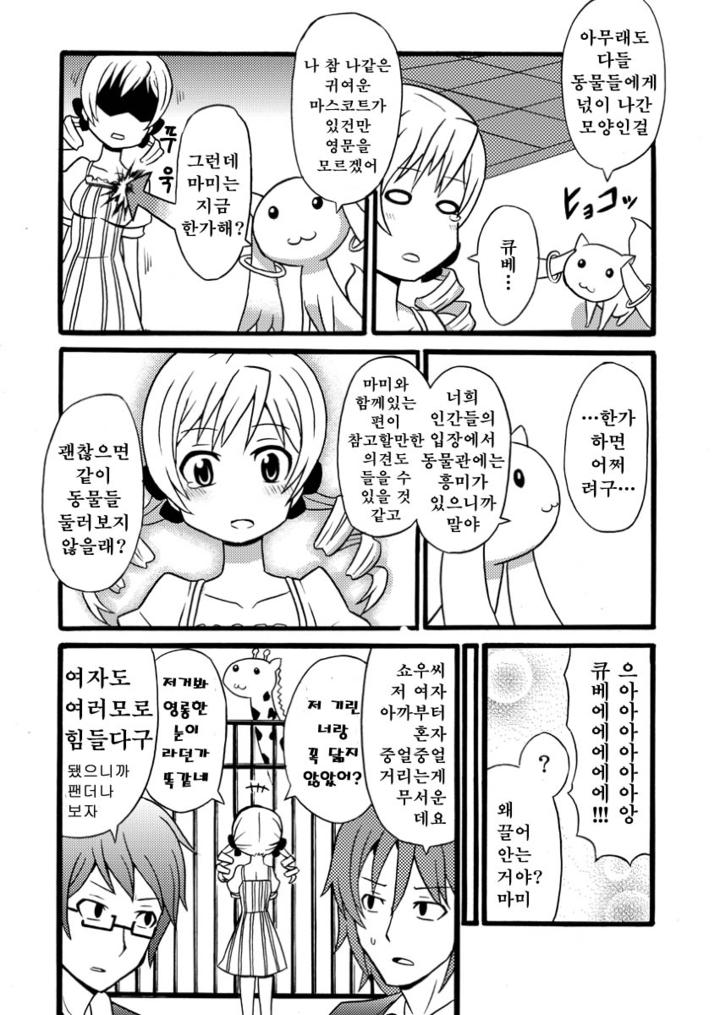 아무래도
다들
동물들에게
넋이 나간
모양인걸
ヒョコッ
큐
베…
나 참 나같은
귀여운
마스코트가
있건만
영문을
모르겠어
그런데
마미는
지금
한가해?
푸
욱
…한가
하면
어쩌
려구…
너희
인간들의
입장에서
동물관에는
흥미가
있으니까
말야
마미와
함께있는
편이
참고할만한
의견도
들을 수
있을 것
같고
괜찮으면
같이
동물들
둘러보지
않을래?
으아아아아아아앙
큐베에에에에에!!!
?
왜
끌어
안는
거야?
마미
쇼우씨
저 여자
아까부터
혼자
중얼중얼
거리는게
무서운
데요
저 기린
너랑
꼭 닮지
않았어?
저거봐
영롱한
눈이
라던가
똑같네
여자도
여러모로
힘들다구
됐으니까
팬더나
보자